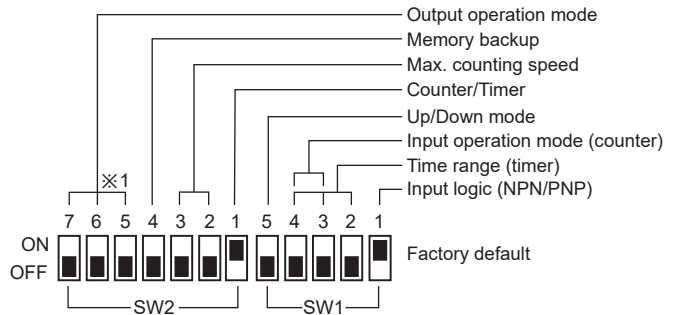 Output operation mode
Memory backup
Max. counting speed
Counter/Timer
Up/Down mode
Input operation mode (counter)
Time range (timer)
Input logic (NPN/PNP)
※1
7 6 5 4 3 2 1 5 4 3 2 1
ON
OFF
Factory default
SW2 SW1